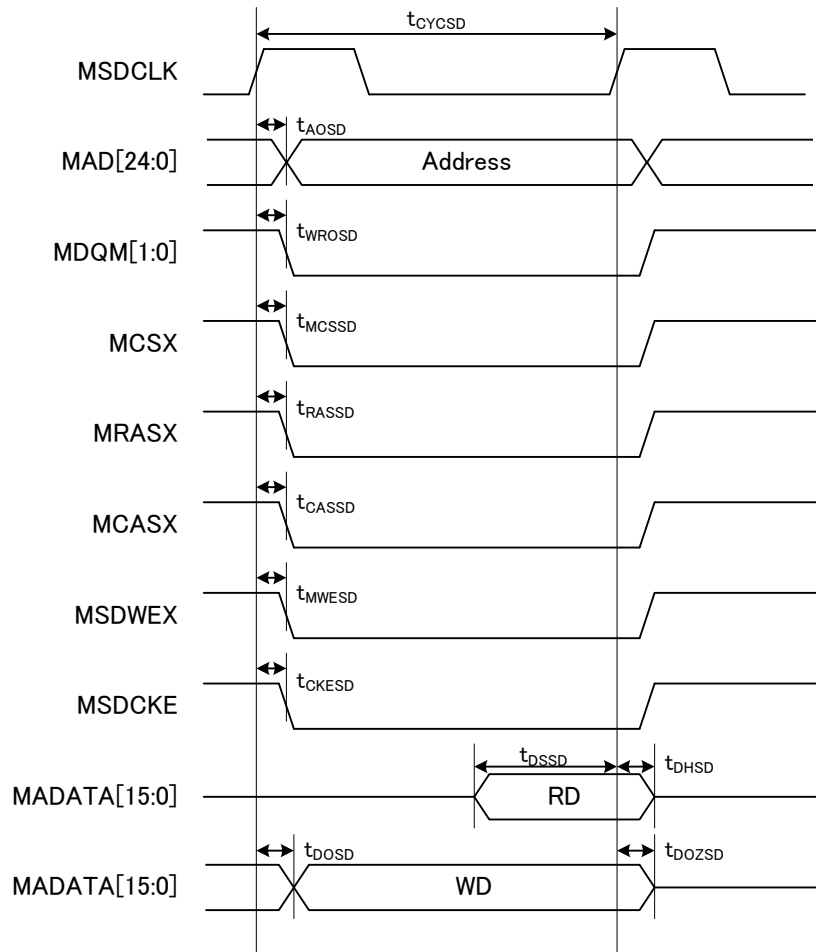 tCYCSD
MSDCLK
tAOSD
MAD[24:0]
Address
tWROSD
MDQM[1:0]
tMCSSD
MCSX
tRASSD
MRASX
tCASSD
MCASX
tMWESD
MSDWEX
tCKESD
MSDCKE
tDSSD
tDHSD
MADATA[15:0]
RD
tDOSD
tDOZSD
MADATA[15:0]
WD